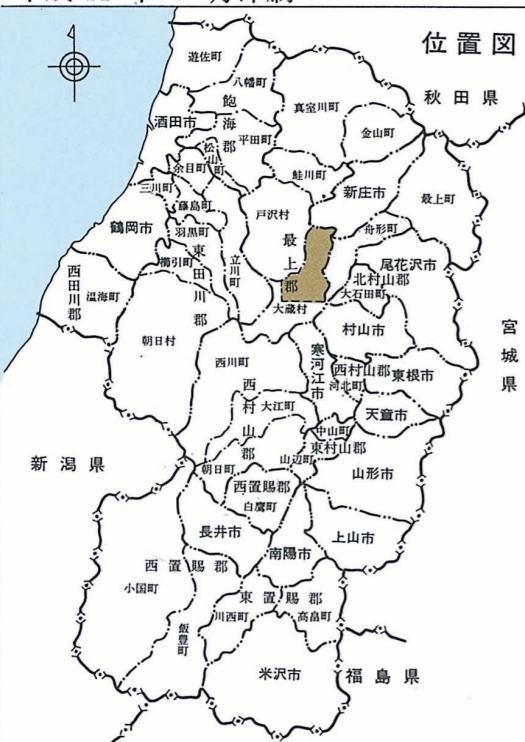 位置図
秋田県
遊佐町
八幡町
飽海郡
酒田市
平田町
松山町
余目町
三川町
藤島町
羽黒町
鶴岡市
櫛引町
東田川郡
立川町
西田川郡
温海町
朝日村
真室川町
金山町
鮭川村
新庄市
最上町
舟形町
戸沢村
最上郡
大蔵村
尾花沢市
北村山郡
大石田町
村山市
宮城県
寒河江市
西村山郡
河北町
東根市
西川町
西村山郡
大江町
天童市
中山町
東村山郡
山辺町
朝日町
山形市
新潟県
西置賜郡
白鷹町
長井市
南陽市
上山市
西置賜郡
小国町
飯豊町
東置賜郡
川西町
高畠町
米沢市
福島県